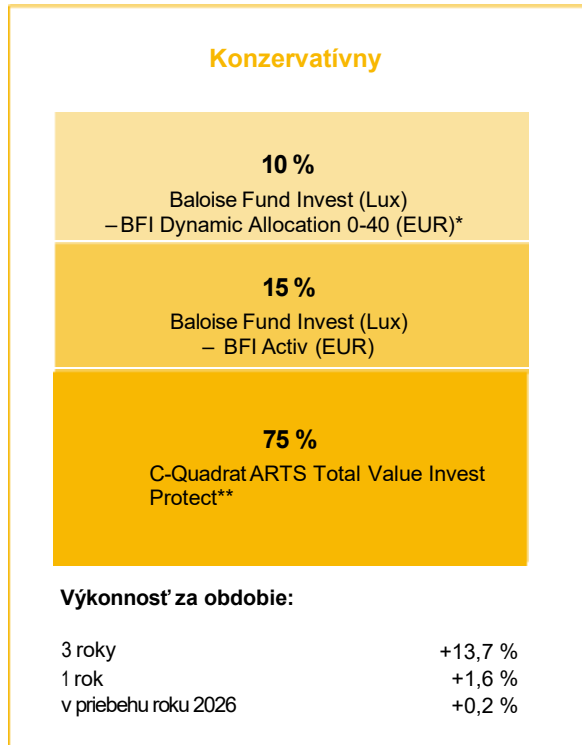 Konzervatívny
10 %
Baloise Fund Invest (Lux)
– BFI Dynamic Allocation 0-40 (EUR)*
15 %
Baloise Fund Invest (Lux)
– BFI Activ (EUR)
75 %
C-Quadrat ARTS Total Value Invest
Protect**
Výkonnosť za obdobie:
3 roky +13,7 %
1 rok +1,6 %
v priebehu roku 2026 +0,2 %